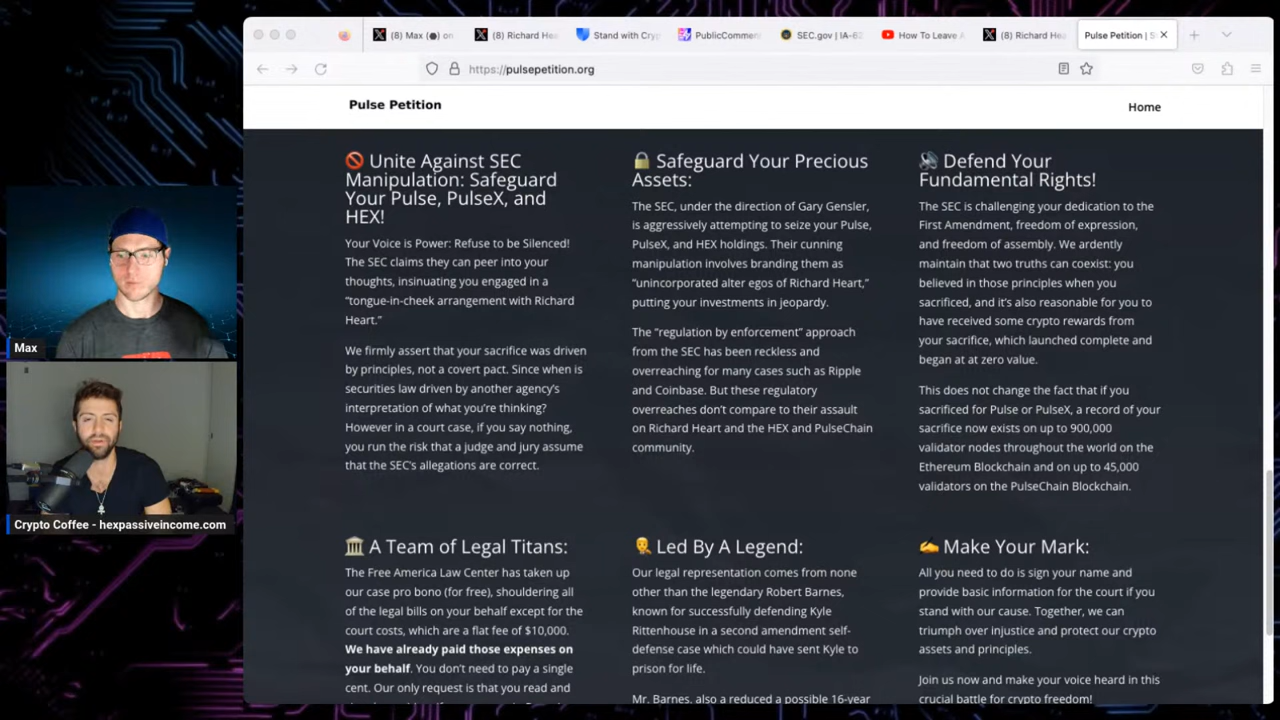 (8) Max (●) on
(8) Richard Hea
Stand with Cryp
PublicCommen
SEC.gov | IA-6
How To Leave A
(8) Richard Hea
Pulse Petition | S
https://pulsepetition.org
Pulse Petition
Home
🚫 Unite Against SEC
Manipulation: Safeguard
Your Pulse, PulseX, and
HEX!
Your Voice is Power: Refuse to be Silenced!
The SEC claims they can peer into your
thoughts, insinuating you engaged in a
“tongue-in-cheek arrangement with Richard
Heart.”
We firmly assert that your sacrifice was driven
by principles, not a covert pact. Since when is
securities law driven by another agency’s
interpretation of what you’re thinking?
However in a court case, if you say nothing,
you run the risk that a judge and jury assume
that the SEC's allegations are correct.
🔒 Safeguard Your Precious
Assets:
The SEC, under the direction of Gary Gensler,
is aggressively attempting to seize your Pulse,
PulseX, and HEX holdings. Their cunning
manipulation involves branding them as
“unincorporated alter egos of Richard Heart,”
putting your investments in jeopardy.
The “regulation by enforcement” approach
from the SEC has been reckless and
overreaching for many cases such as Ripple
and Coinbase. But these regulatory
overreaches don’t compare to their assault
on Richard Heart and the HEX and PulseChain
community.
🔊 Defend Your
Fundamental Rights!
The SEC is challenging your dedication to the
First Amendment, freedom of expression,
and freedom of assembly. We ardently
maintain that two truths can coexist: you
believed in those principles when you
sacrificed, and it’s also reasonable for you to
have received some crypto rewards from
your sacrifice, which launched complete and
began at at zero value.
This does not change the fact that if you
sacrificed for Pulse or PulseX, a record of your
sacrifice now exists on up to 900,000
validator nodes throughout the world on the
Ethereum Blockchain and on up to 45,000
validators on the PulseChain Blockchain.
🏛️ A Team of Legal Titans:
The Free America Law Center has taken up
our case pro bono (for free), shouldering all
of the legal bills on your behalf except for the
court costs, which are a flat fee of $10,000.
We have already paid those expenses on
your behalf. You don’t need to pay a single
cent. Our only request is that you read and
Led By A Legend:
Our legal representation comes from none
other than the legendary Robert Barnes,
known for successfully defending Kyle
Rittenhouse in a second amendment self-
defense case which could have sent Kyle to
prison for life.
Mr. Barnes, also a reduced a possible 16-year
✍️ Make Your Mark:
All you need to do is sign your name and
provide basic information for the court if you
stand with our cause. Together, we can
triumph over injustice and protect our crypto
assets and principles.
Join us now and make your voice heard in this
crucial battle for crypto freedom!
Max
Crypto Coffee - hexpassiveincome.com